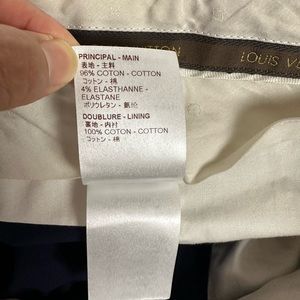 PRINCIPAL - MAIN
表地 - 主料
96% COTON - COTTON
コットン - 棉
4% ELASTHANNE -
ELASTANE
ポリウレタン - 氨纶
DOUBLURE - LINING
裏地 - 内衬
100% COTON - COTTON
コットン - 棉
LOUIS